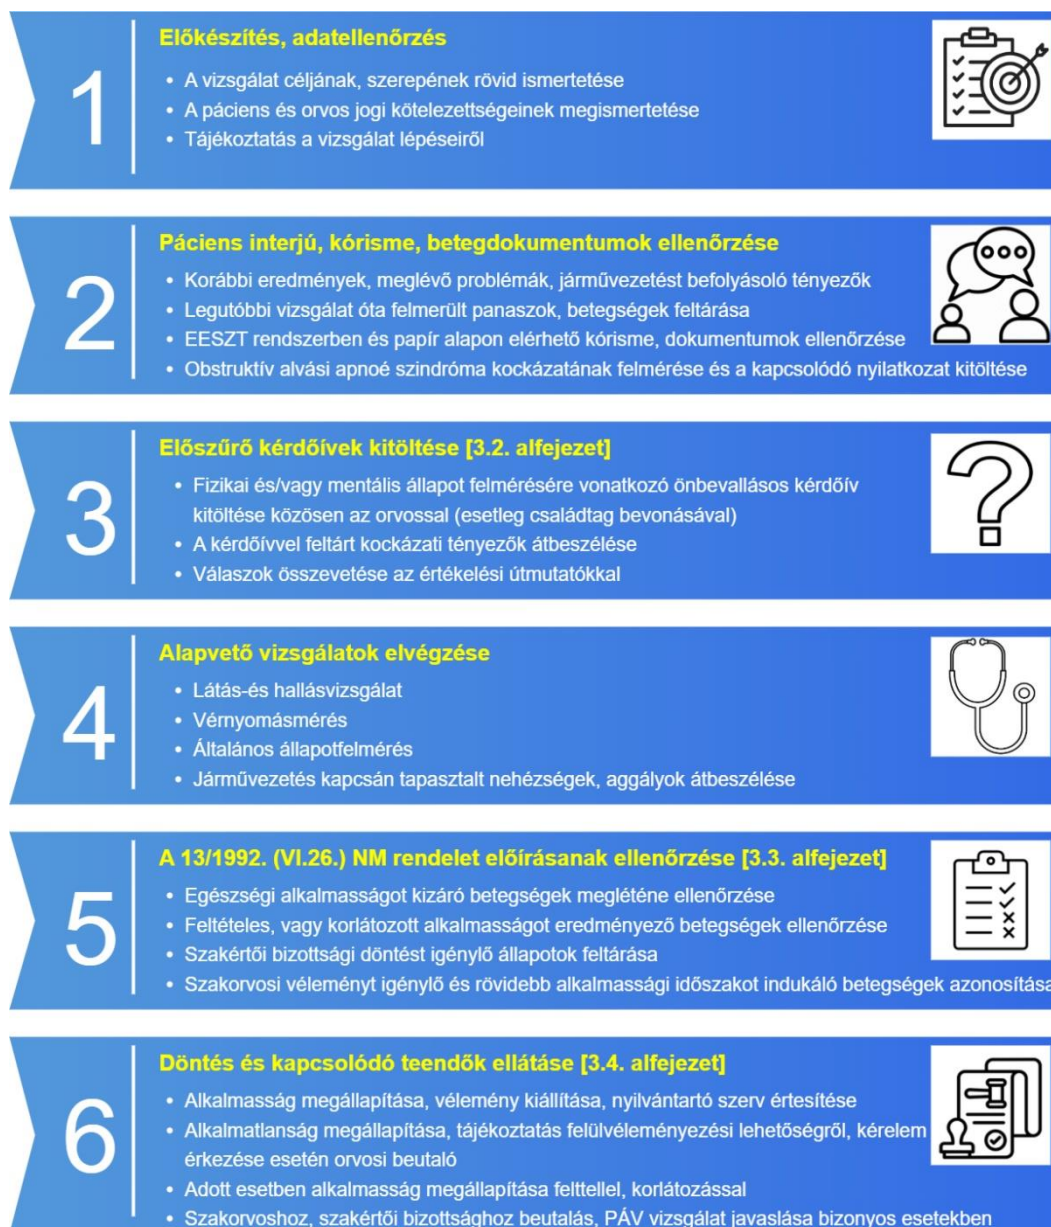 1
Előkészítés, adatellenőrzés
• A vizsgálat céljának, szerepének rövid ismertetése
• A páciens és orvos jogi kötelezettségeinek megismertetése
• Tájékoztatás a vizsgálat lépéseiről
2
Páciens interjú, kórisme, betegdokumentumok ellenőrzése
• Korábbi eredmények, meglévő problémák, járművezetést befolyásoló tényezők
• Legutóbbi vizsgálat óta felmerült panaszok, betegségek feltárása
• EESZT rendszerben és papír alapon elérhető kórisme, dokumentumok ellenőrzése
• Obstruktív alvási apnoé szindróma kockázatának felmérése és a kapcsolódó nyilatkozat kitöltése
3
Előszűrő kérdőívek kitöltése [3.2. alfejezet]
• Fizikai és/vagy mentális állapot felmérésére vonatkozó önbevallásos kérdőív
kitöltése közösen az orvossal (esetleg családtag bevonásával)
• A kérdőívvel feltárt kockázati tényezők átbeszélése
• Válaszok összevetése az értékelési útmutatókkal
4
Alapvető vizsgálatok elvégzése
• Látás-és hallásvizsgálat
• Vérnyomásmérés
• Általános állapotfelmérés
• Járművezetés kapcsán tapasztalt nehézségek, aggályok átbeszélése
5
A 13/1992. (VI.26.) NM rendelet előírásanak ellenőrzése [3.3. alfejezet]
• Egészségi alkalmasságot kizáró betegségek megléténe ellenőrzése
• Feltételes, vagy korlátozott alkalmasságot eredményező betegségek ellenőrzése
• Szakértői bizottsági döntést igénylő állapotok feltárása
• Szakorvosi véleményt igénylő és rövidebb alkalmassági időszakot indukáló betegségek azonosítása
6
Döntés és kapcsolódó teendők ellátása [3.4. alfejezet]
• Alkalmasság megállapítása, vélemény kiállítása, nyilvántartó szerv értesítése
• Alkalmatlanság megállapítása, tájékoztatás felülvéleményezési lehetőségről, kérelem
érkezése esetén orvosi beutaló
• Adott esetben alkalmasság megállapítása felttellel, korlátozással
• Szakorvoshoz, szakértői bizottsághoz beutalás, PÁV vizsgálat javaslása bizonyos esetekben